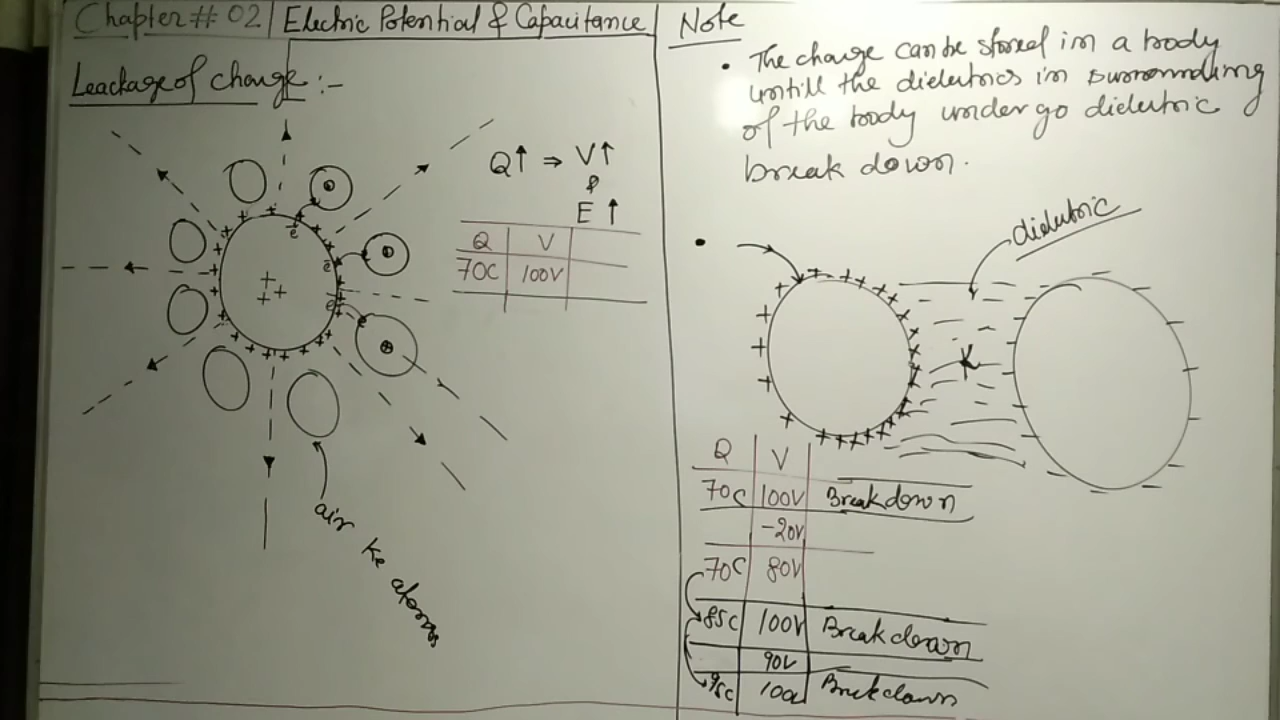 Chapter # 02 | Electric Potential & Capacitance
Leackage of charge :-
Q↑ ⇒ V↑
&
E ↑
Q V
70C 100V
e
e
e
air ke atoms
Note
• The charge can be stored in a body
untill the dielectrics in surrounding
of the body undergo dielectric
break down.
•
dielectric
K
Q V
70C 100V Breakdown
-20V
70C 80V
85C 100V Breakdown
90V
95C 100V Breakdown